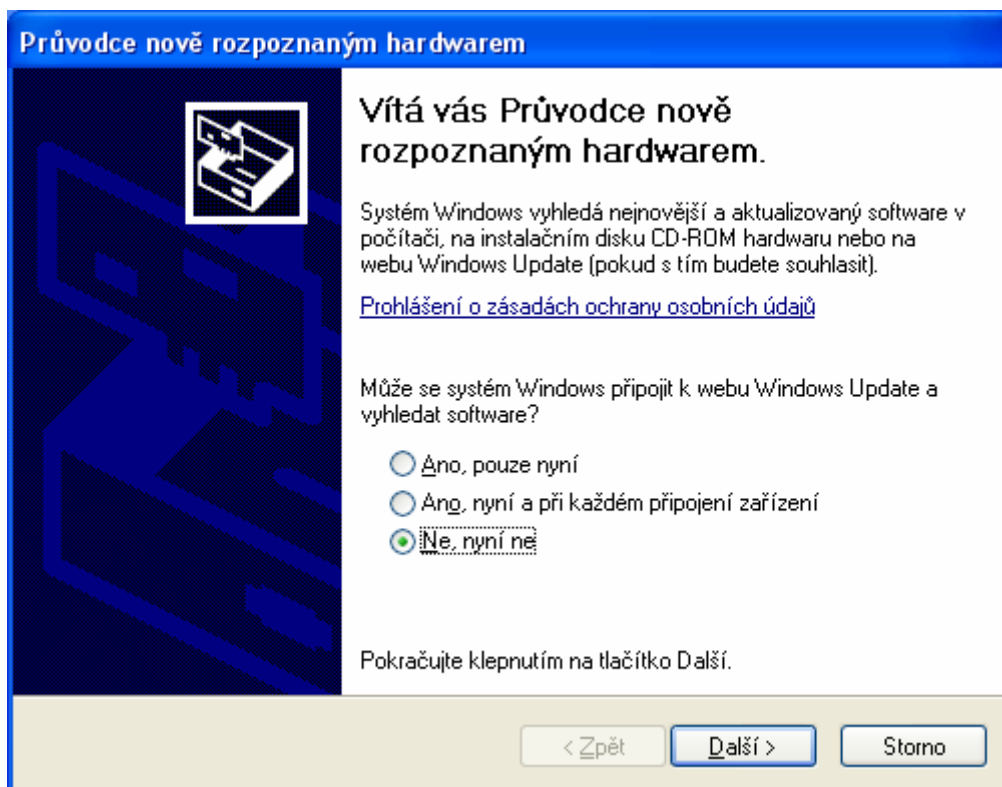 Průvodce nově rozpoznaným hardwarem
Vítá vás Průvodce nově
rozpoznaným hardwarem.
Systém Windows vyhledá nejnovější a aktualizovaný software v
počítači, na instalačním disku CD-ROM hardwaru nebo na
webu Windows Update (pokud s tím budete souhlasit).
Prohlášení o zásadách ochrany osobních údajů
Může se systém Windows připojit k webu Windows Update a
vyhledat software?
Ano, pouze nyní
Ano, nyní a při každém připojení zařízení
Ne, nyní ne
Pokračujte klepnutím na tlačítko Další.
< Zpět Další > Storno